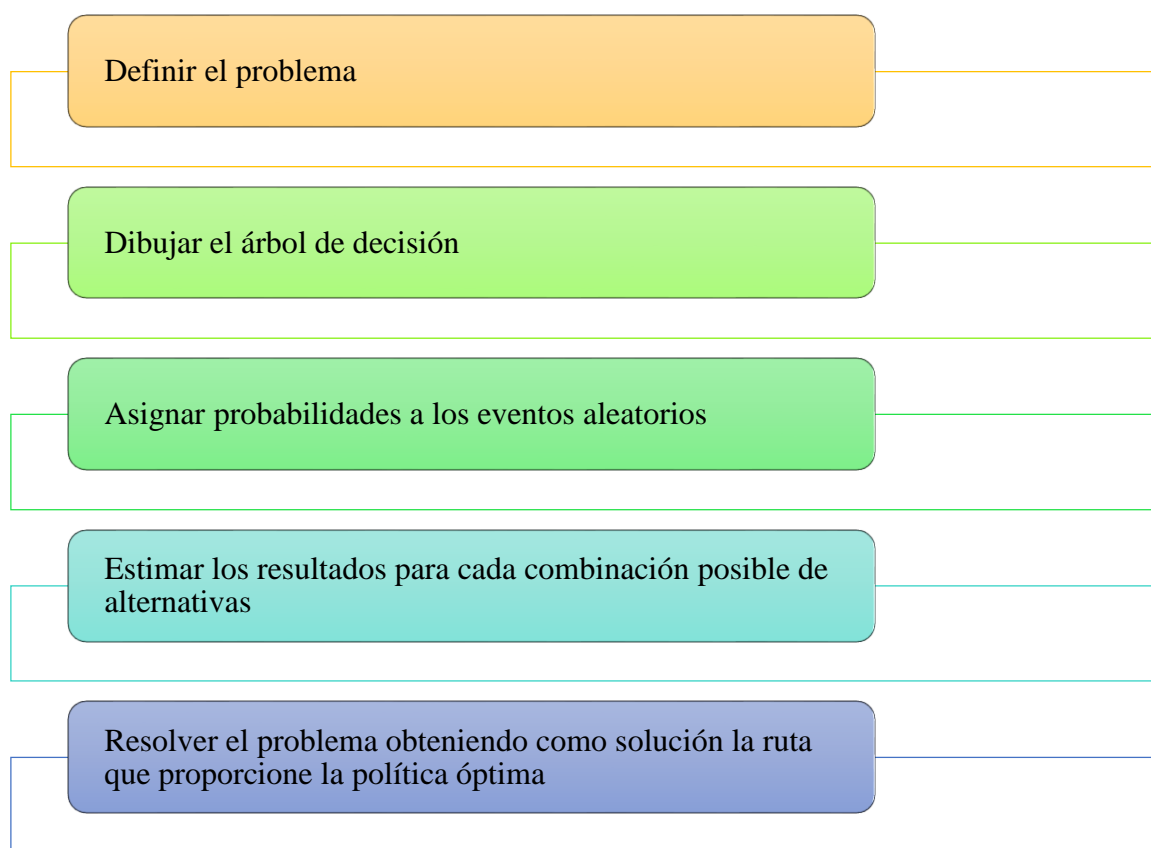 Definir el problema
Dibujar el árbol de decisión
Asignar probabilidades a los eventos aleatorios
Estimar los resultados para cada combinación posible de
alternativas
Resolver el problema obteniendo como solución la ruta
que proporcione la política óptima